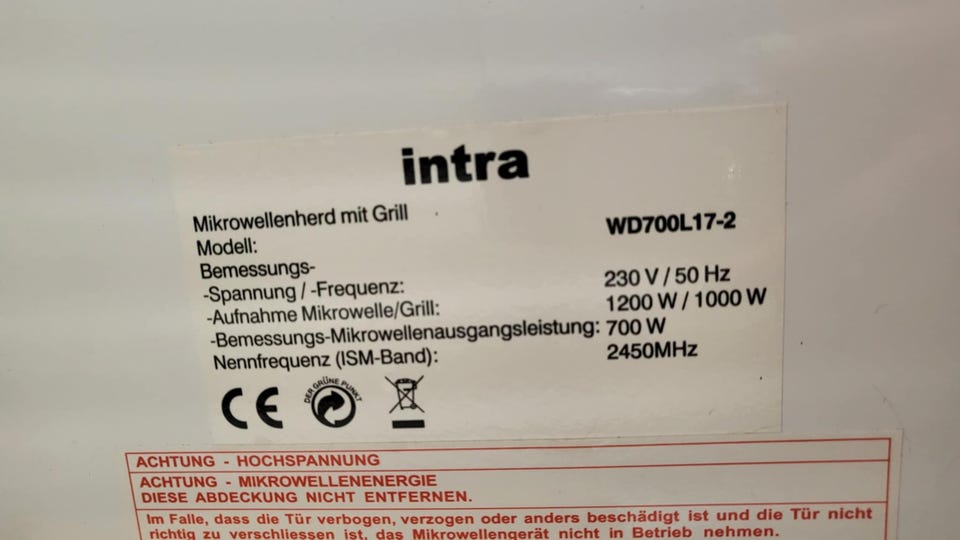 intra
Mikrowellenherd mit Grill
Modell: WD700L17-2
Bemessungs-
-Spannung / -Frequenz: 230 V / 50 Hz
-Aufnahme Mikrowelle/Grill: 1200 W / 1000 W
-Bemessungs-Mikrowellenausgangsleistung: 700 W
Nennfrequenz (ISM-Band): 2450MHz
CE DER GRÜNE PUNKT
ACHTUNG - HOCHSPANNUNG
ACHTUNG - MIKROWELLENENERGIE
DIESE ABDECKUNG NICHT ENTFERNEN.
Im Falle, dass die Tür verbogen, verzogen oder anders beschädigt ist und die Tür nicht
richtig zu verschliessen ist, das Mikrowellengerät nicht in Betrieb nehmen.